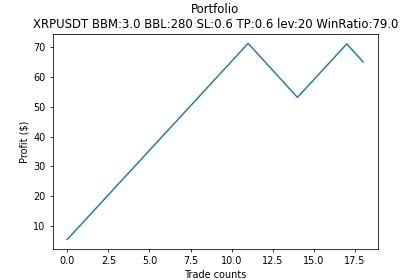 Portfolio
XRPUSDT BBM:3.0 BBL:280 SL:0.6 TP:0.6 lev:20 WinRatio:79.0
70
60
50
40
30
20
10
Profit ($)
0.0 2.5 5.0 7.5 10.0 12.5 15.0 17.5
Trade counts